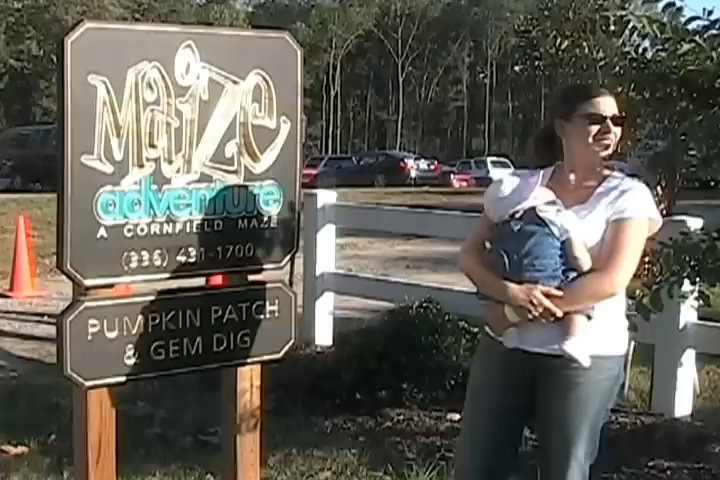 Maize
adventure
A CORNFIELD MAZE
(336) 431-1700
PUMPKIN PATCH
& GEM DIG